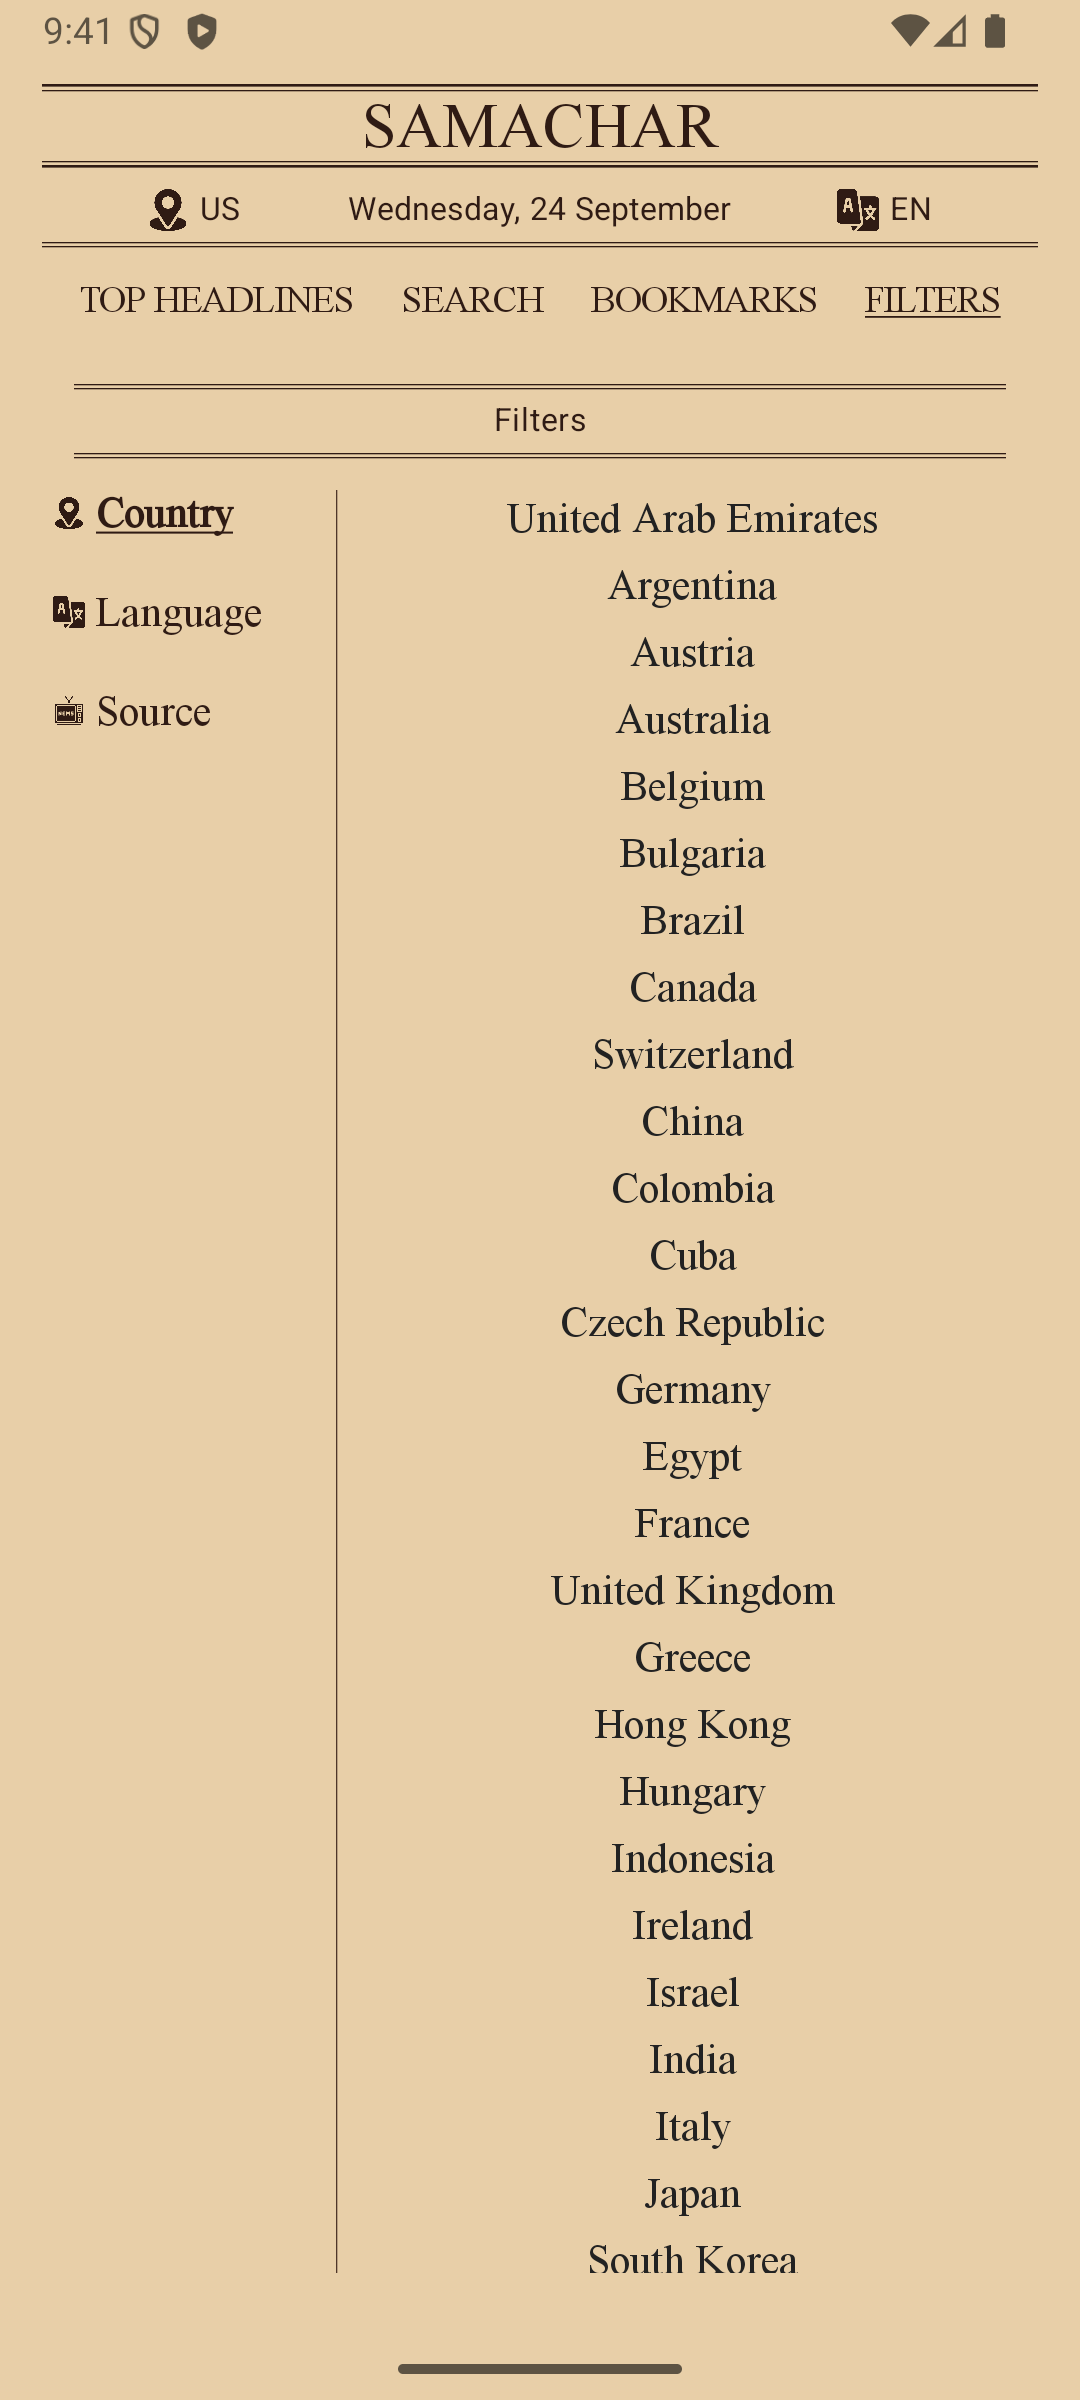 9:41
SAMACHAR
US Wednesday, 24 September EN
TOP HEADLINES SEARCH BOOKMARKS FILTERS
Filters
Country
Language
Source
United Arab Emirates
Argentina
Austria
Australia
Belgium
Bulgaria
Brazil
Canada
Switzerland
China
Colombia
Cuba
Czech Republic
Germany
Egypt
France
United Kingdom
Greece
Hong Kong
Hungary
Indonesia
Ireland
Israel
India
Italy
Japan
South Korea